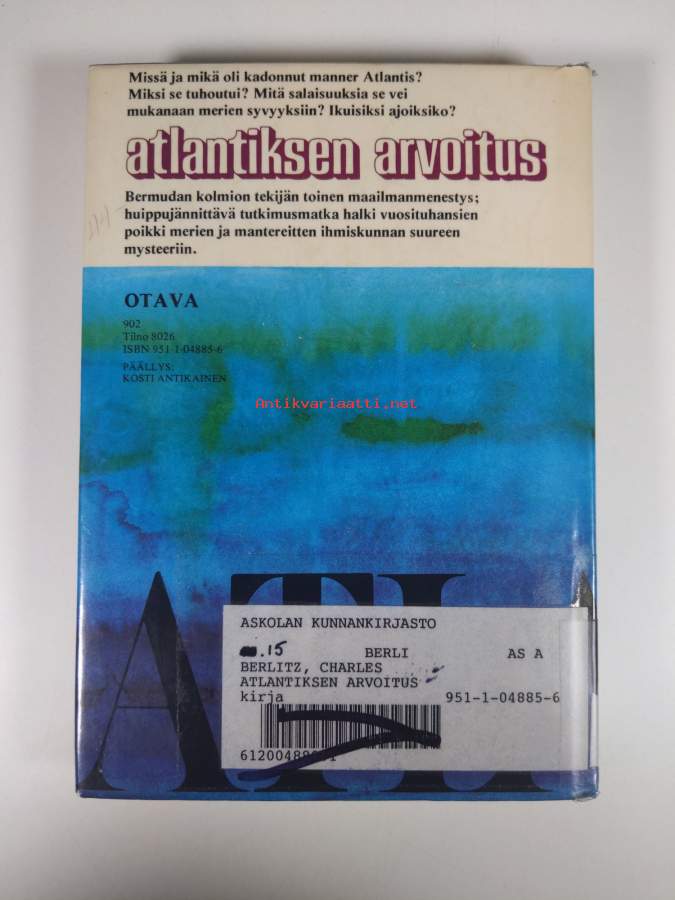 Missä ja mikä oli kadonnut manner Atlantis?
Miksi se tuhoutui? Mitä salaisuuksia se vei
mukanaan merien syvyyksiin? Ikuisiksi ajoiksiko?
atlantiksen arvoitus
Bermudan kolmion tekijän toinen maailmanmenestys;
huippujännittävä tutkimusmatka halki vuosituhansien
poikki merien ja mantereitten ihmiskunnan suureen
mysteeriin.
OTAVA
902
Tilno 8026
ISBN 951-1-04885-6
PÄÄLLYS:
KOSTI ANTIKAINEN
Antikvariaatti.net
ATLA
ASKOLAN KUNNANKIRJASTO
.15 BERLI AS A
BERLITZ, CHARLES
ATLANTIKSEN ARVOITUS
kirja 951-1-04885-6